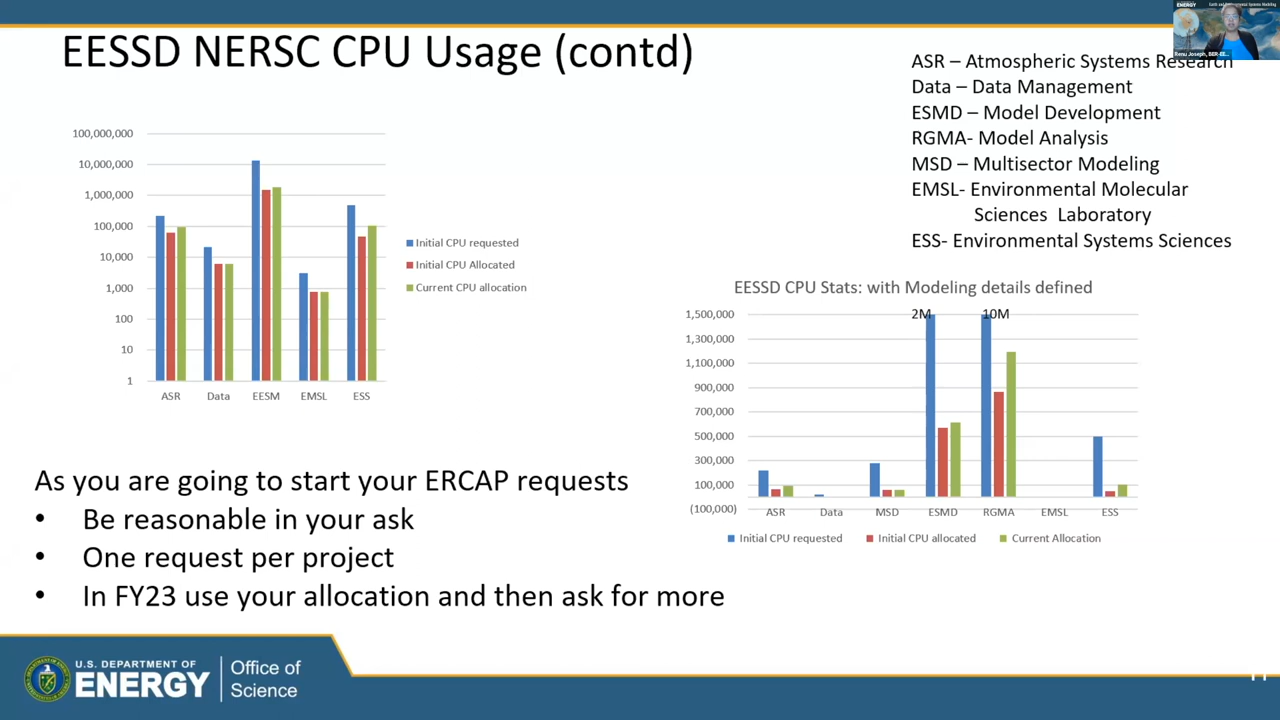 EESSD NERSC CPU Usage (contd)
ENERGY
Renu Joseph, BER-EE...
ASR – Atmospheric Systems Research
Data – Data Management
ESMD – Model Development
RGMA- Model Analysis
MSD – Multisector Modeling
EMSL- Environmental Molecular
Sciences Laboratory
ESS- Environmental Systems Sciences
100,000,000
10,000,000
1,000,000
100,000
10,000
1,000
100
10
1
ASR Data EESM EMSL ESS
Initial CPU requested
Initial CPU Allocated
Current CPU allocation
EESSD CPU Stats: with Modeling details defined
2M 10M
1,500,000
1,300,000
1,100,000
900,000
700,000
500,000
300,000
100,000
(100,000)
ASR Data MSD ESMD RGMA EMSL ESS
Initial CPU requested Initial CPU allocated Current Allocation
As you are going to start your ERCAP requests
• Be reasonable in your ask
• One request per project
• In FY23 use your allocation and then ask for more
U.S. DEPARTMENT OF
ENERGY
Office of
Science